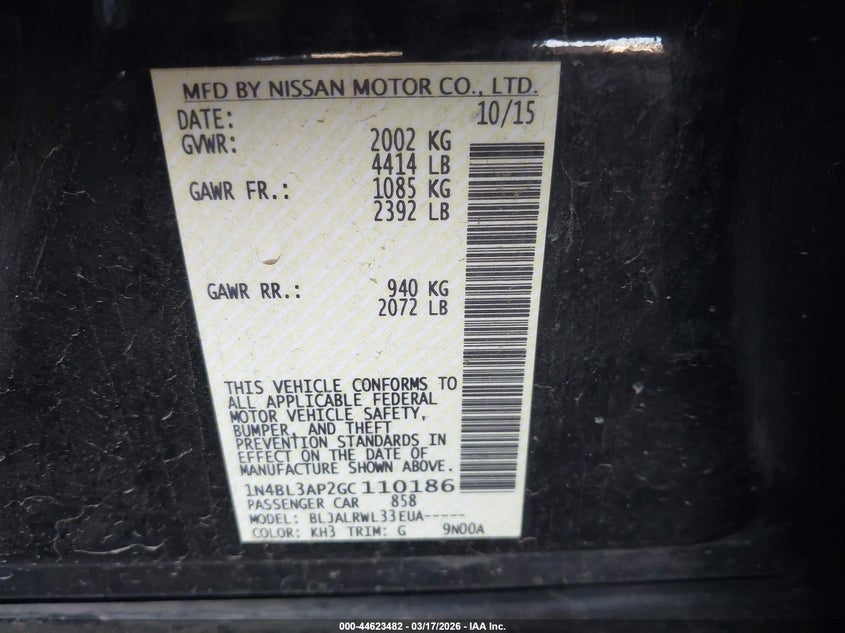 MFD BY NISSAN MOTOR CO., LTD.
DATE: 10/15
GVWR: 2002 KG
4414 LB
GAWR FR.: 1085 KG
2392 LB
GAWR RR.: 940 KG
2072 LB
THIS VEHICLE CONFORMS TO
ALL APPLICABLE FEDERAL
MOTOR VEHICLE SAFETY,
BUMPER, AND THEFT
PREVENTION STANDARDS IN
EFFECT ON THE DATE OF
MANUFACTURE SHOWN ABOVE.
1N4BL3AP2GC110186
PASSENGER CAR 858
MODEL: BLJALRWL33EUA-----
COLOR: KH3 TRIM: G 9N00A
000-44623482 - 03/17/2026 - IAA Inc.